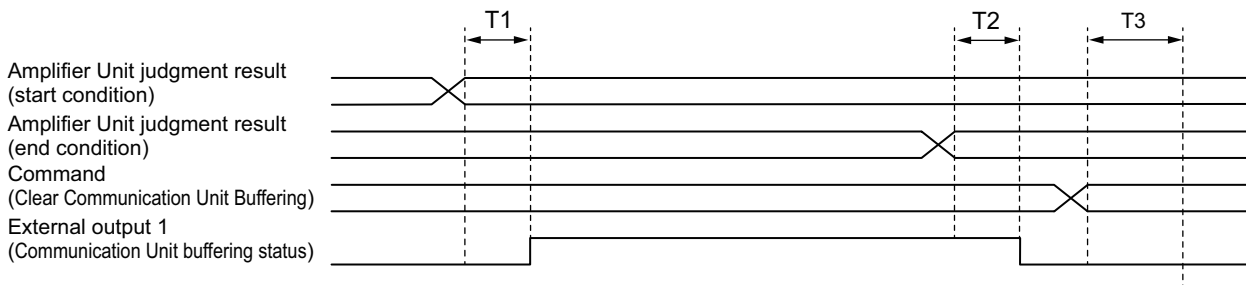 T1
T2
T3
Amplifier Unit judgment result
(start condition)
Amplifier Unit judgment result
(end condition)
Command
(Clear Communication Unit Buffering)
External output 1
(Communication Unit buffering status)